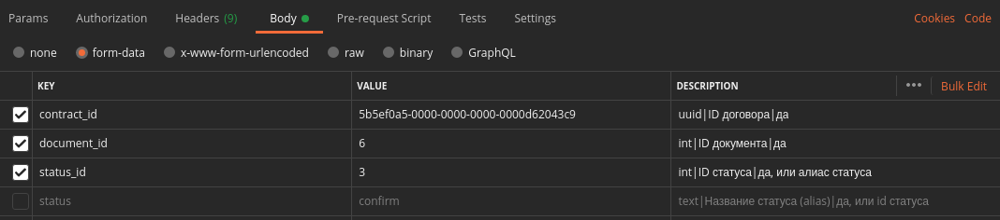 Params Authorization Headers (9) Body Pre-request Script Tests Settings Cookies Code
none form-data x-www-form-urlencoded raw binary GraphQL
KEY VALUE DESCRIPTION ••• Bulk Edit
contract_id 5b5ef0a5-0000-0000-0000-0000d62043c9 uuid|ID договора|да
document_id 6 int|ID документа|да
status_id 3 int|ID статуса|да, или алиас статуса
status confirm text|Название статуса (alias)|да, или id статуса